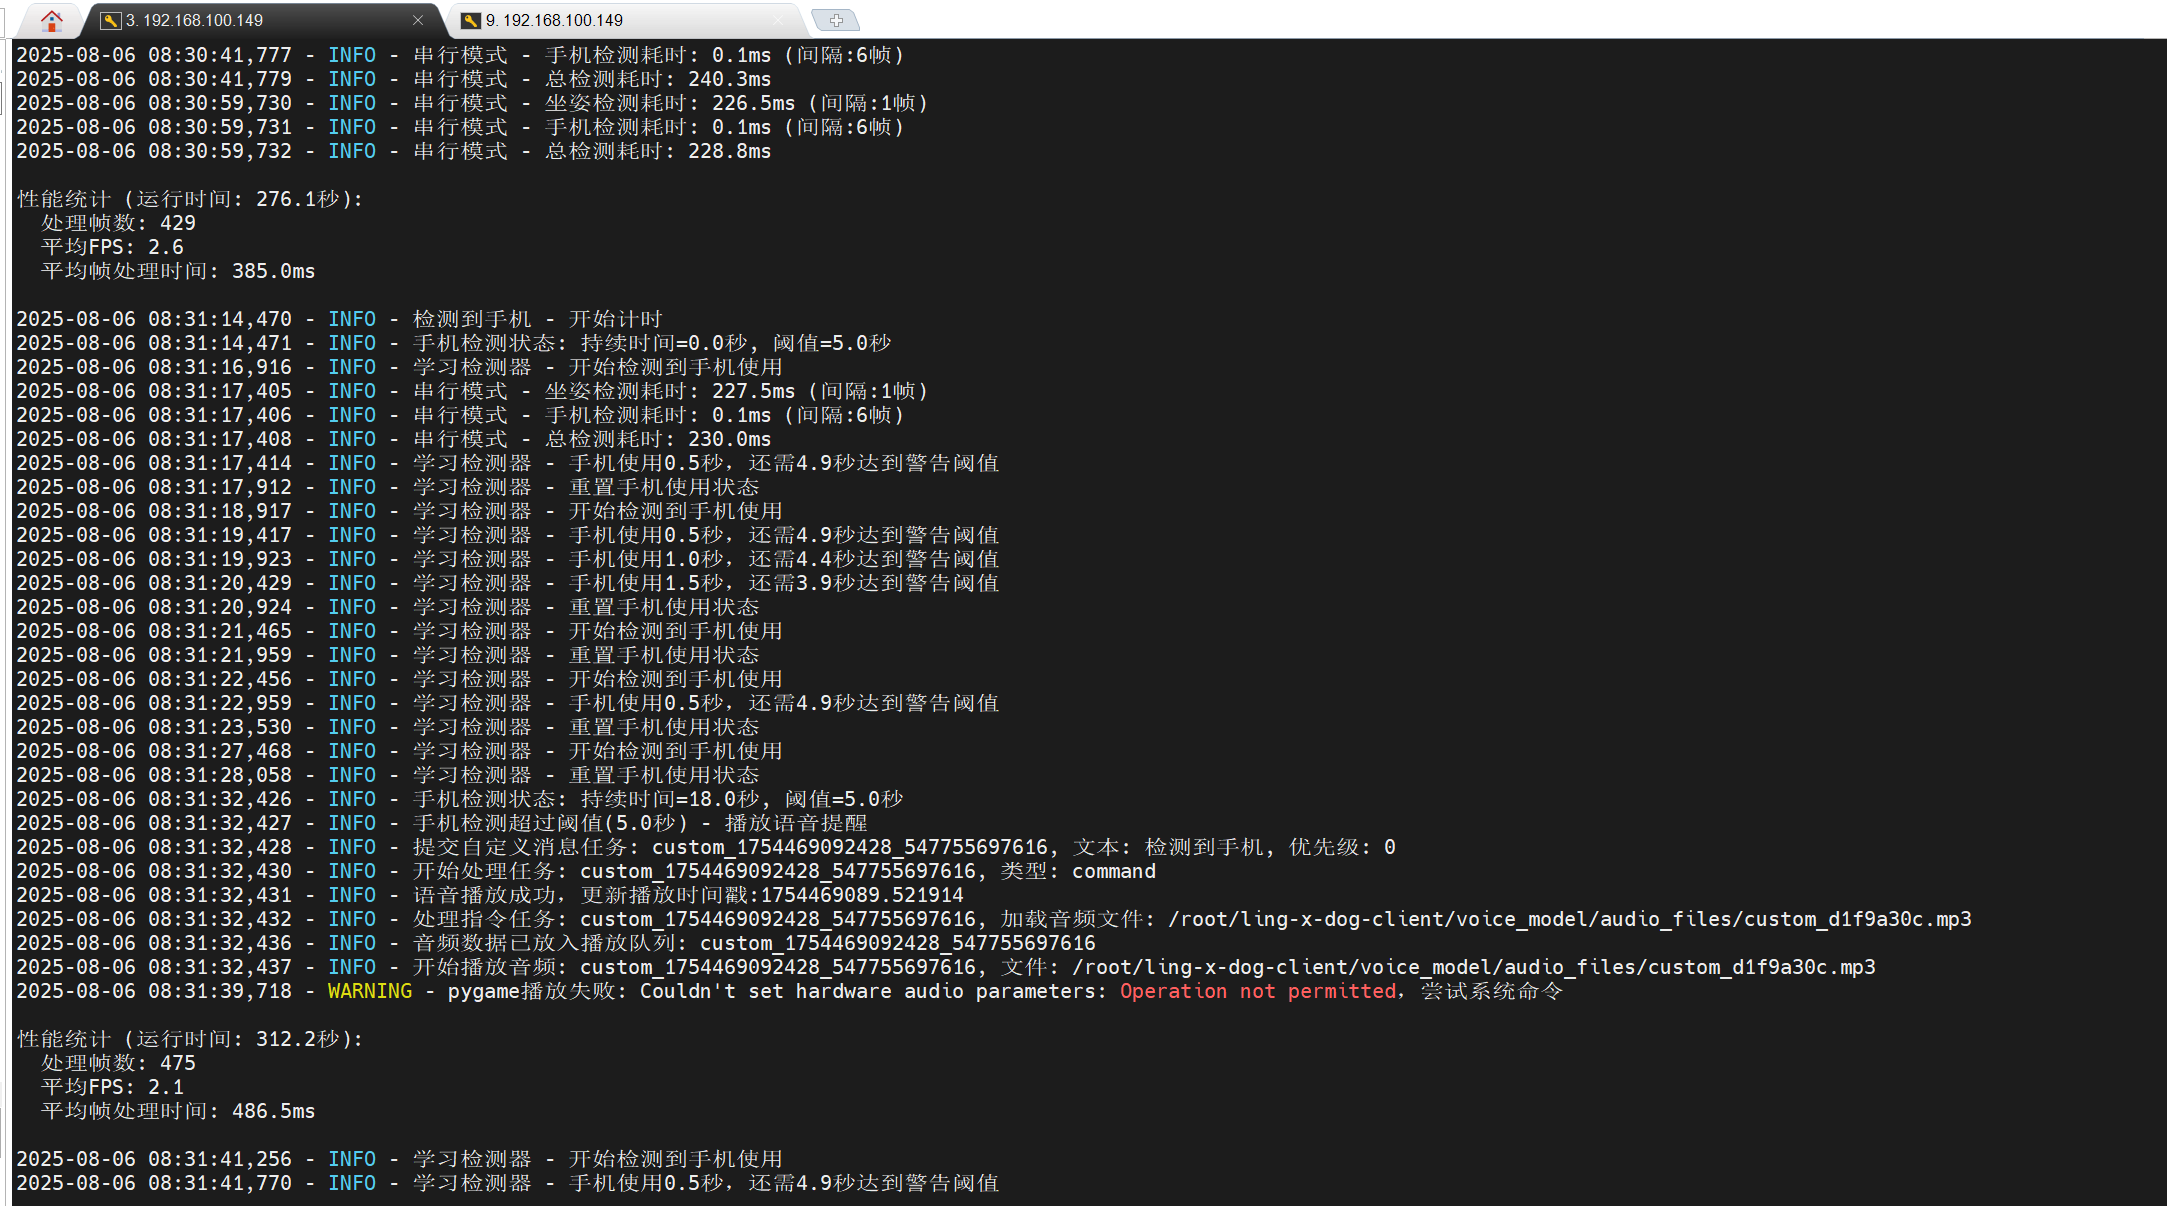 3. 192.168.100.149
9. 192.168.100.149
2025-08-06 08:30:41,777 - INFO - 串行模式 - 手机检测耗时: 0.1ms (间隔:6帧)
2025-08-06 08:30:41,779 - INFO - 串行模式 - 总检测耗时: 240.3ms
2025-08-06 08:30:59,730 - INFO - 串行模式 - 坐姿检测耗时: 226.5ms (间隔:1帧)
2025-08-06 08:30:59,731 - INFO - 串行模式 - 手机检测耗时: 0.1ms (间隔:6帧)
2025-08-06 08:30:59,732 - INFO - 串行模式 - 总检测耗时: 228.8ms
性能统计 (运行时间: 276.1秒):
处理帧数: 429
平均FPS: 2.6
平均帧处理时间: 385.0ms
2025-08-06 08:31:14,470 - INFO - 检测到手机 - 开始计时
2025-08-06 08:31:14,471 - INFO - 手机检测状态: 持续时间=0.0秒, 阈值=5.0秒
2025-08-06 08:31:16,916 - INFO - 学习检测器 - 开始检测到手机使用
2025-08-06 08:31:17,405 - INFO - 串行模式 - 坐姿检测耗时: 227.5ms (间隔:1帧)
2025-08-06 08:31:17,406 - INFO - 串行模式 - 手机检测耗时: 0.1ms (间隔:6帧)
2025-08-06 08:31:17,408 - INFO - 串行模式 - 总检测耗时: 230.0ms
2025-08-06 08:31:17,414 - INFO - 学习检测器 - 手机使用0.5秒，还需4.9秒达到警告阈值
2025-08-06 08:31:17,912 - INFO - 学习检测器 - 重置手机使用状态
2025-08-06 08:31:18,917 - INFO - 学习检测器 - 开始检测到手机使用
2025-08-06 08:31:19,417 - INFO - 学习检测器 - 手机使用0.5秒，还需4.9秒达到警告阈值
2025-08-06 08:31:19,923 - INFO - 学习检测器 - 手机使用1.0秒，还需4.4秒达到警告阈值
2025-08-06 08:31:20,429 - INFO - 学习检测器 - 手机使用1.5秒，还需3.9秒达到警告阈值
2025-08-06 08:31:20,924 - INFO - 学习检测器 - 重置手机使用状态
2025-08-06 08:31:21,465 - INFO - 学习检测器 - 开始检测到手机使用
2025-08-06 08:31:21,959 - INFO - 学习检测器 - 重置手机使用状态
2025-08-06 08:31:22,456 - INFO - 学习检测器 - 开始检测到手机使用
2025-08-06 08:31:22,959 - INFO - 学习检测器 - 手机使用0.5秒，还需4.9秒达到警告阈值
2025-08-06 08:31:23,530 - INFO - 学习检测器 - 重置手机使用状态
2025-08-06 08:31:27,468 - INFO - 学习检测器 - 开始检测到手机使用
2025-08-06 08:31:28,058 - INFO - 学习检测器 - 重置手机使用状态
2025-08-06 08:31:32,426 - INFO - 手机检测状态: 持续时间=18.0秒, 阈值=5.0秒
2025-08-06 08:31:32,427 - INFO - 手机检测超过阈值(5.0秒) - 播放语音提醒
2025-08-06 08:31:32,428 - INFO - 提交自定义消息任务: custom_1754469092428_547755697616, 文本: 检测到手机, 优先级: 0
2025-08-06 08:31:32,430 - INFO - 开始处理任务: custom_1754469092428_547755697616, 类型: command
2025-08-06 08:31:32,431 - INFO - 语音播放成功，更新播放时间戳:1754469089.521914
2025-08-06 08:31:32,432 - INFO - 处理指令任务: custom_1754469092428_547755697616, 加载音频文件: /root/ling-x-dog-client/voice_model/audio_files/custom_d1f9a30c.mp3
2025-08-06 08:31:32,436 - INFO - 音频数据已放入播放队列: custom_1754469092428_547755697616
2025-08-06 08:31:32,437 - INFO - 开始播放音频: custom_1754469092428_547755697616, 文件: /root/ling-x-dog-client/voice_model/audio_files/custom_d1f9a30c.mp3
2025-08-06 08:31:39,718 - WARNING - pygame播放失败: Couldn't set hardware audio parameters: Operation not permitted，尝试系统命令
性能统计 (运行时间: 312.2秒):
处理帧数: 475
平均FPS: 2.1
平均帧处理时间: 486.5ms
2025-08-06 08:31:41,256 - INFO - 学习检测器 - 开始检测到手机使用
2025-08-06 08:31:41,770 - INFO - 学习检测器 - 手机使用0.5秒，还需4.9秒达到警告阈值